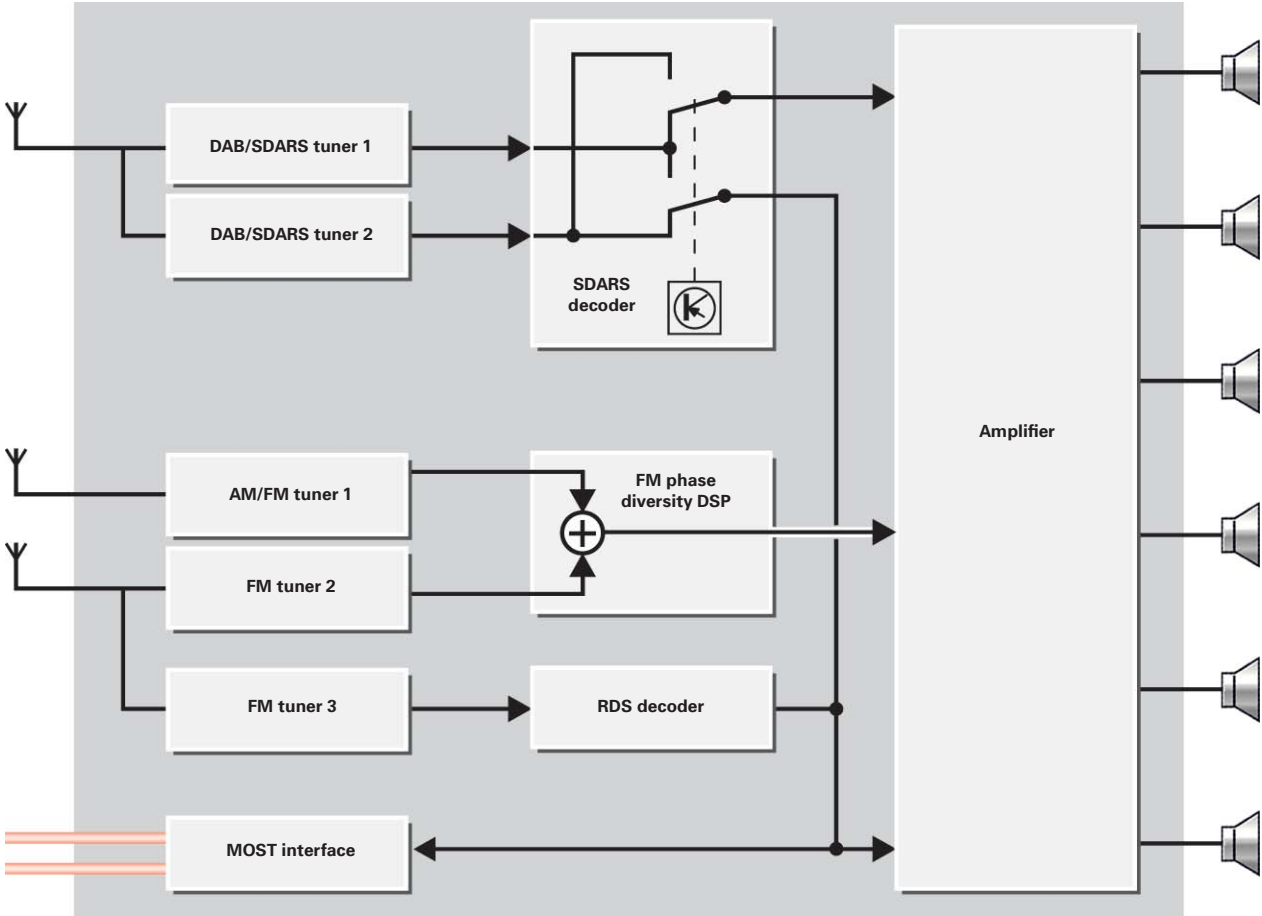 DAB/SDARS tuner 1
DAB/SDARS tuner 2
SDARS
decoder
AM/FM tuner 1
FM tuner 2
FM phase
diversity DSP
FM tuner 3
RDS decoder
MOST interface
Amplifier